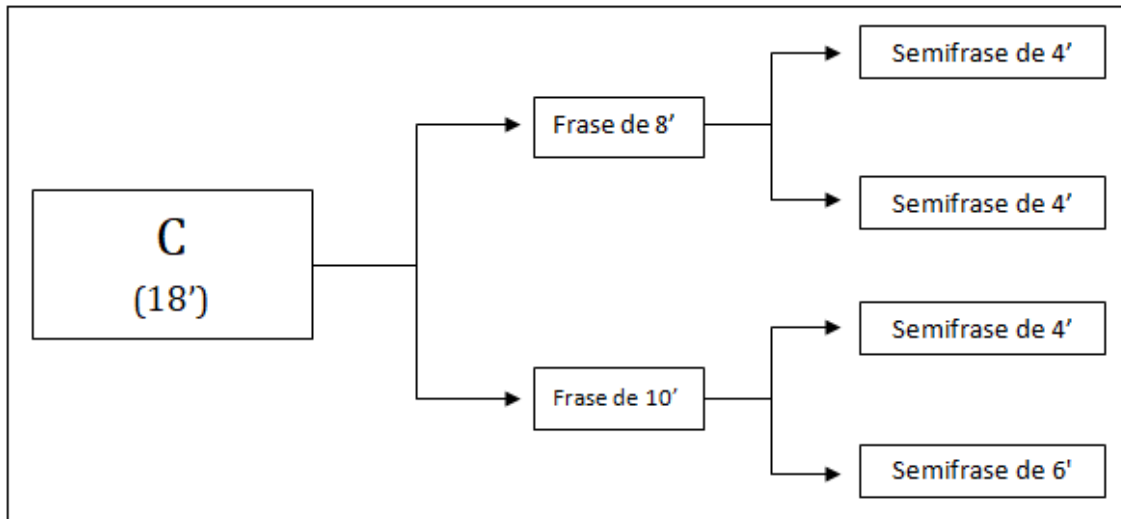 C
(18’)
Frase de 8’
Semifrase de 4’
Semifrase de 4’
Frase de 10’
Semifrase de 4’
Semifrase de 6'